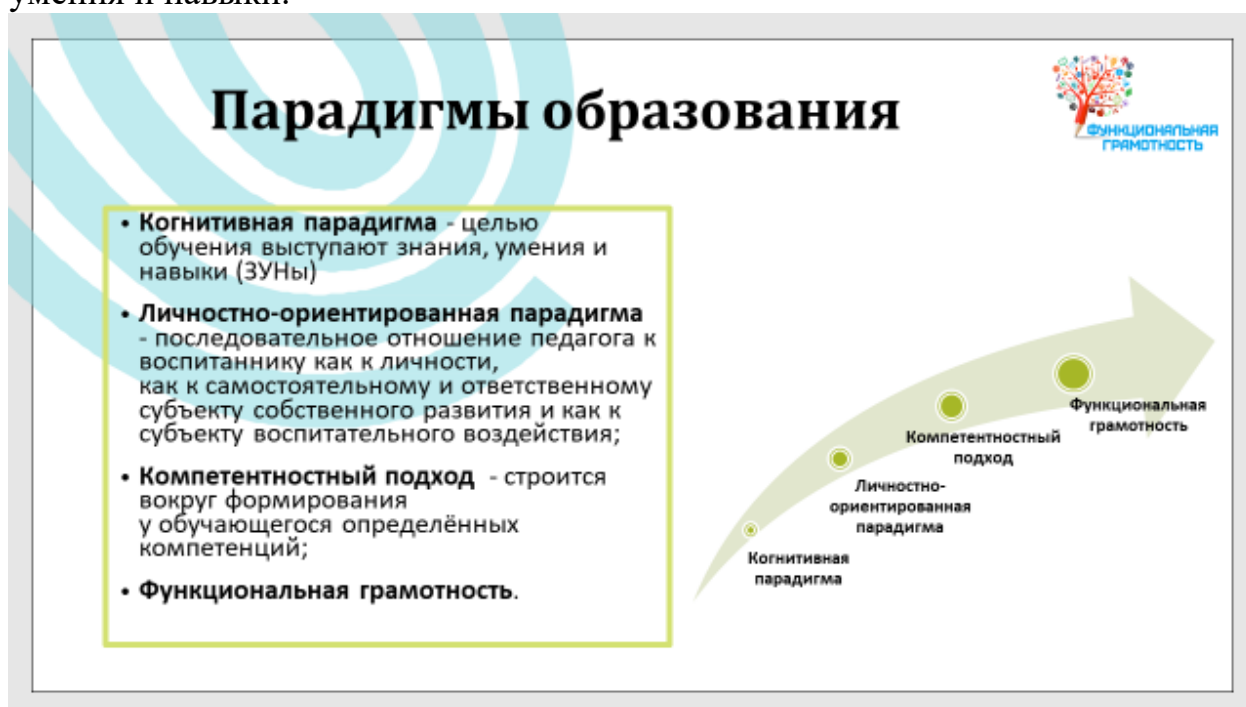 умения и навыки.
Парадигмы образования
ФУНКЦИОНАЛЬНАЯ
ГРАМОТНОСТЬ
• Когнитивная парадигма - целью
обучения выступают знания, умения и
навыки (ЗУНы)
• Личностно-ориентированная парадигма
- последовательное отношение педагога к
воспитаннику как к личности,
как к самостоятельному и ответственному
субъекту собственного развития и как к
субъекту воспитательного воздействия;
• Компетентностный подход - строится
вокруг формирования
у обучающегося определённых
компетенций;
• Функциональная грамотность.
Когнитивная
парадигма
Личностно-
ориентированная
парадигма
Компетентностный
подход
Функциональная
грамотность